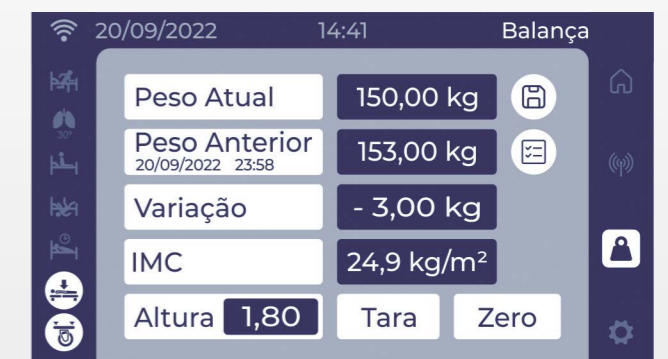 20/09/2022 14:41 Balança
Peso Atual 150,00 kg
30°
Peso Anterior 153,00 kg
20/09/2022 23:58
Variação - 3,00 kg
IMC 24,9 kg/m²
Altura 1,80 Tara Zero